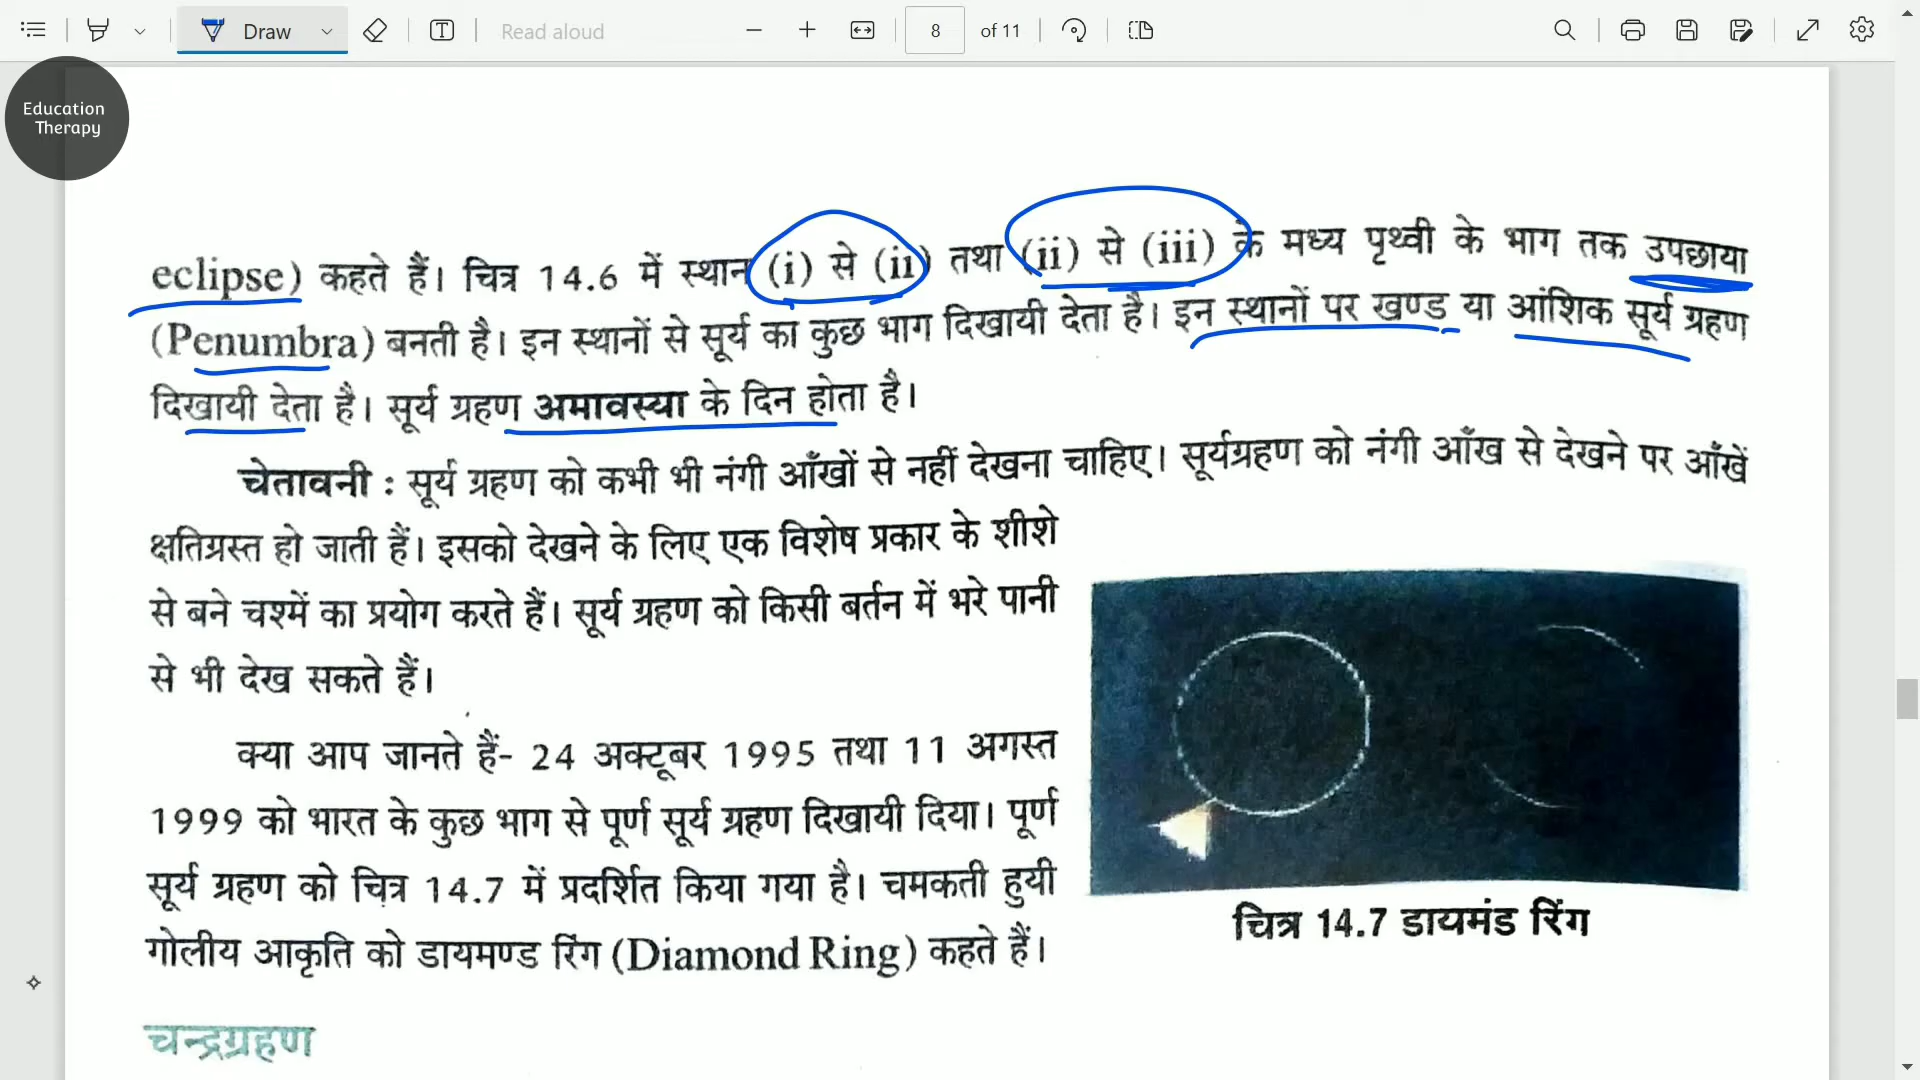 Draw
Read aloud
8
of 11
Education
Therapy
eclipse) कहते हैं। चित्र 14.6 में स्थान (i) से (ii) तथा (ii) से (iii) के मध्य पृथ्वी के भाग तक उपछाया
(Penumbra) बनती है। इन स्थानों से सूर्य का कुछ भाग दिखायी देता है। इन स्थानों पर खण्ड या आंशिक सूर्य ग्रहण
दिखायी देता है। सूर्य ग्रहण अमावस्या के दिन होता है।
चेतावनी : सूर्य ग्रहण को कभी भी नंगी आँखों से नहीं देखना चाहिए। सूर्यग्रहण को नंगी आँख से देखने पर आँखें
क्षतिग्रस्त हो जाती हैं। इसको देखने के लिए एक विशेष प्रकार के शीशे
से बने चश्में का प्रयोग करते हैं। सूर्य ग्रहण को किसी बर्तन में भरे पानी
से भी देख सकते हैं।
क्या आप जानते हैं- 24 अक्टूबर 1995 तथा 11 अगस्त
1999 को भारत के कुछ भाग से पूर्ण सूर्य ग्रहण दिखायी दिया। पूर्ण
सूर्य ग्रहण को चित्र 14.7 में प्रदर्शित किया गया है। चमकती हुयी
गोलीय आकृति को डायमण्ड रिंग (Diamond Ring) कहते हैं।
चित्र 14.7 डायमंड रिंग
चन्द्रग्रहण